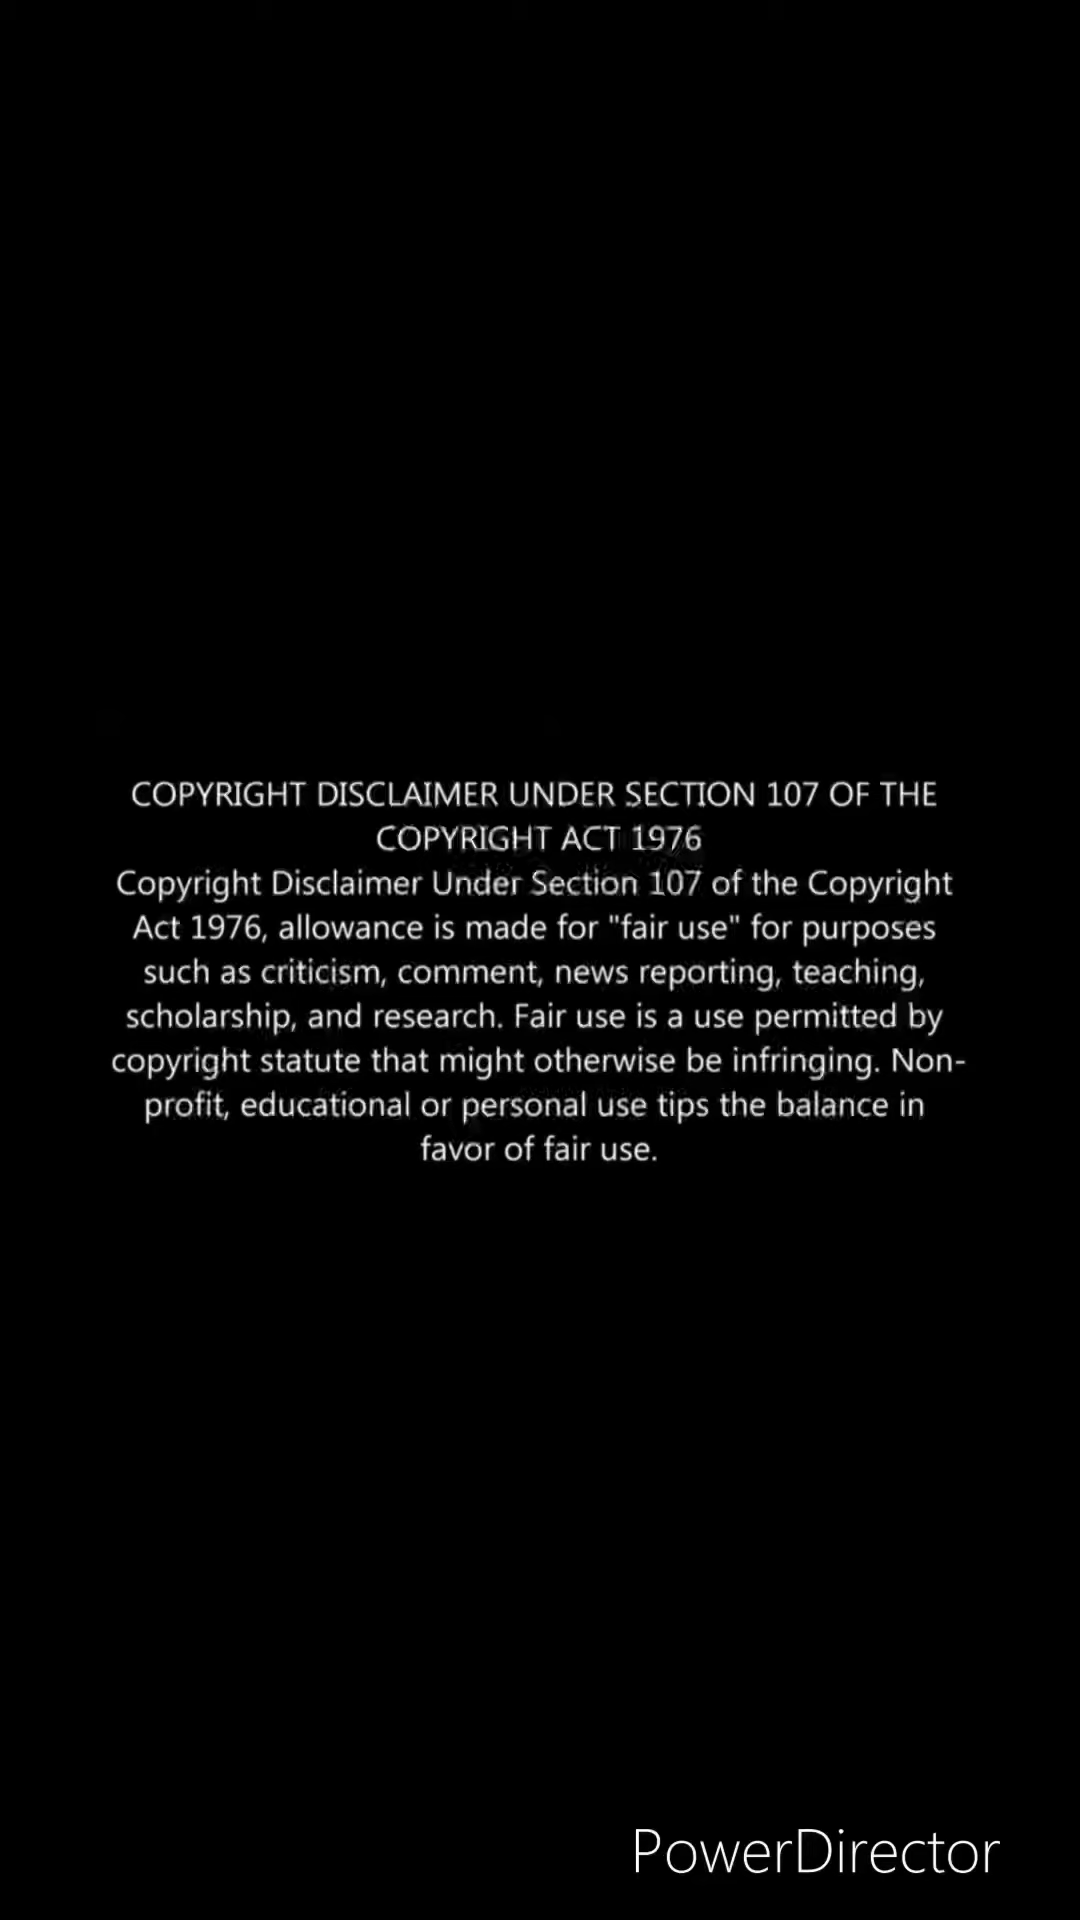 COPYRIGHT DISCLAIMER UNDER SECTION 107 OF THE
COPYRIGHT ACT 1976
Copyright Disclaimer Under Section 107 of the Copyright
Act 1976, allowance is made for "fair use" for purposes
such as criticism, comment, news reporting, teaching,
scholarship, and research. Fair use is a use permitted by
copyright statute that might otherwise be infringing. Non-
profit, educational or personal use tips the balance in
favor of fair use.
PowerDirector